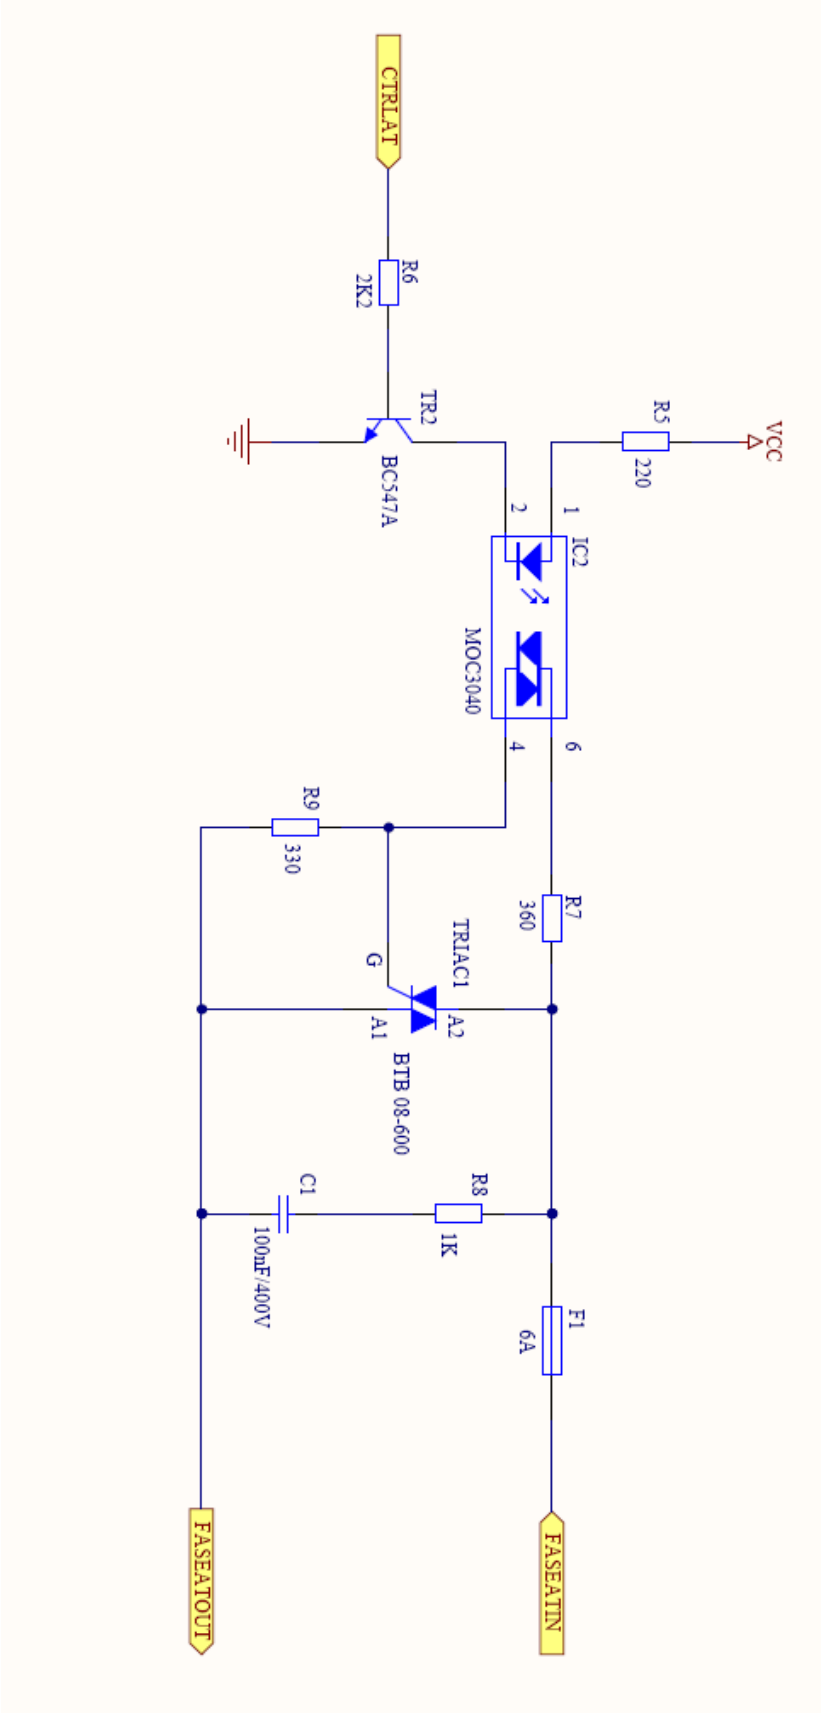 VCC
R5
220
CTRLAT
R6
2K2
TR2
BC547A
1
2
IC2
MOC3040
6
4
R9
330
R7
360
G
TRIAC1
A1
A2
BTB 08-600
R8
1K
C1
100nF/400V
F1
6A
FASEATIN
FASEATOUT